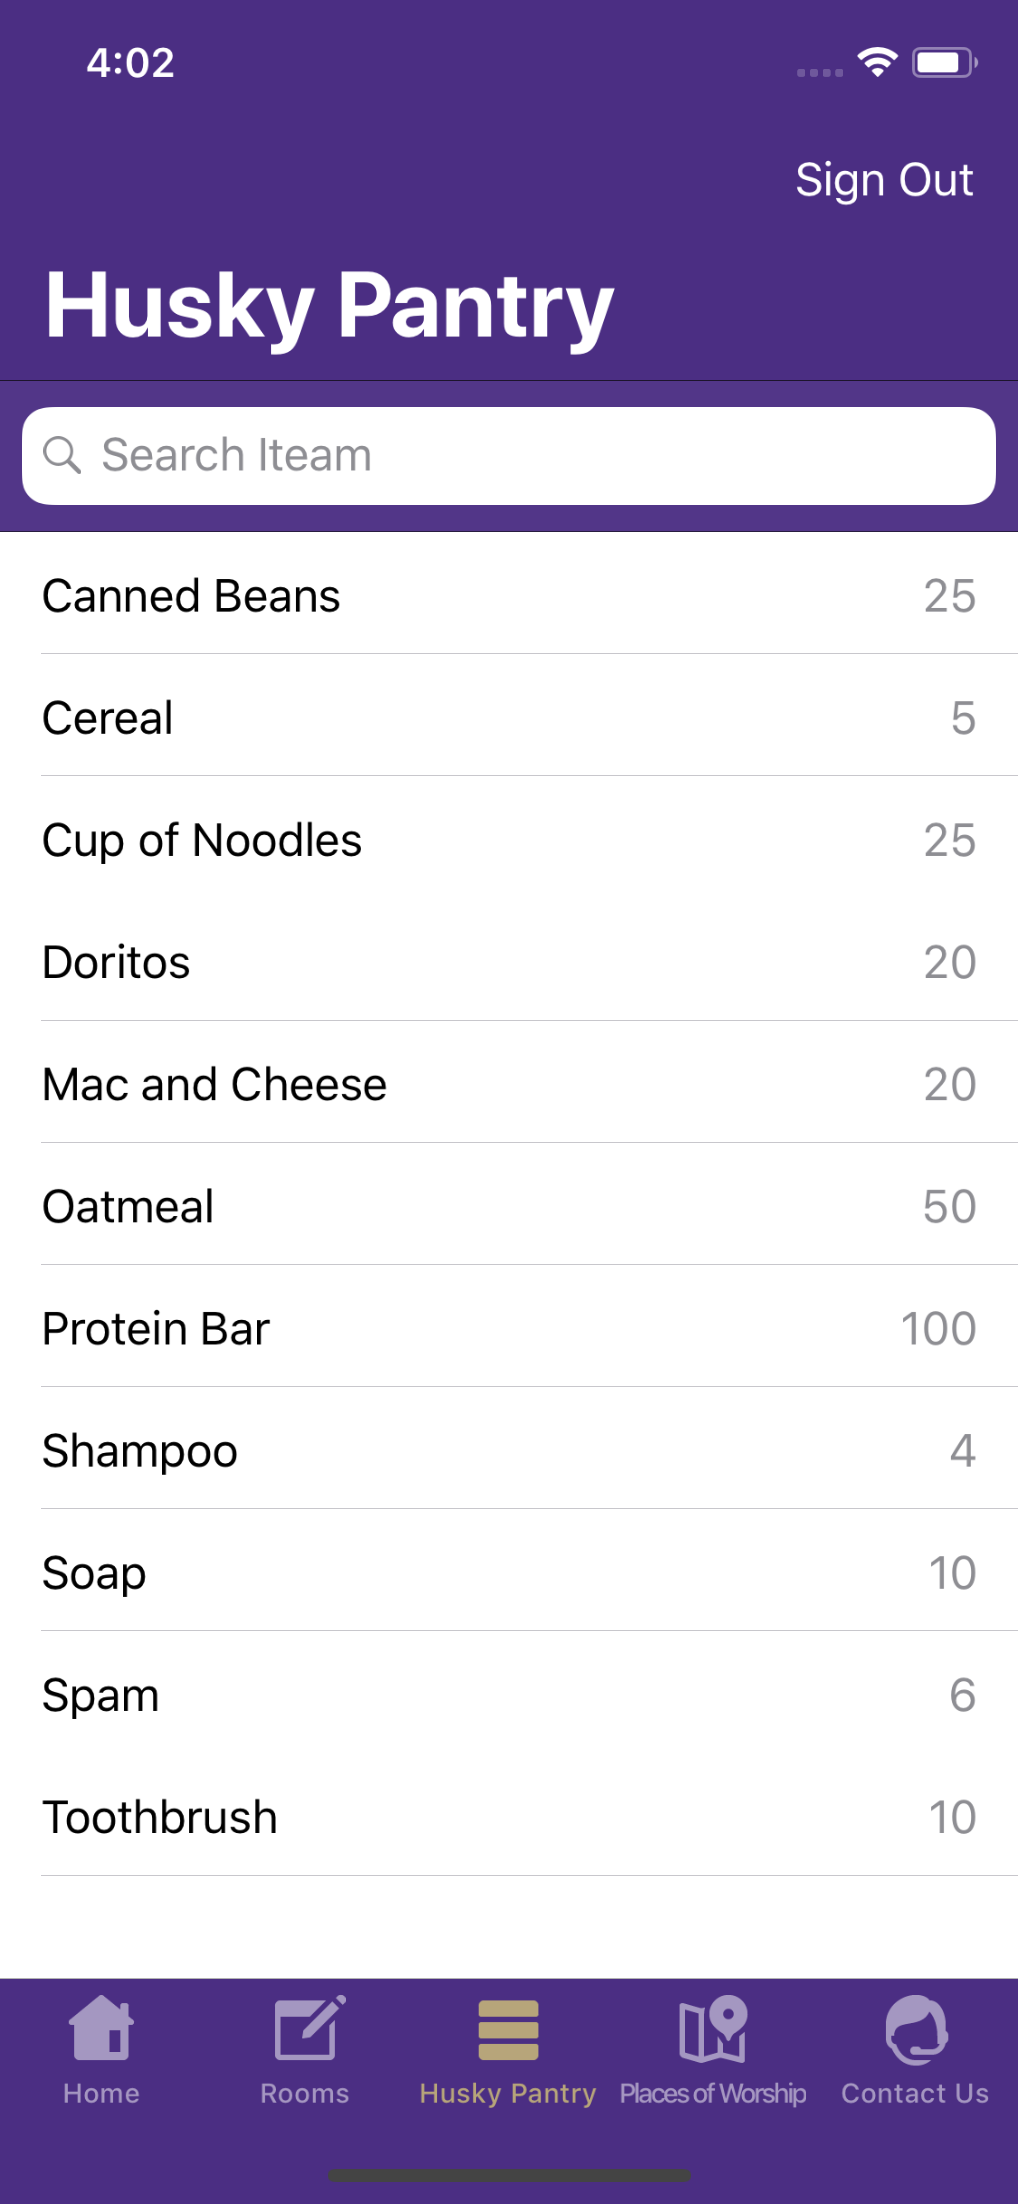 4:02
Sign Out
Husky Pantry
Search Iteam
Canned Beans 25
Cereal 5
Cup of Noodles 25
Doritos 20
Mac and Cheese 20
Oatmeal 50
Protein Bar 100
Shampoo 4
Soap 10
Spam 6
Toothbrush 10
Home Rooms Husky Pantry Places of Worship Contact Us